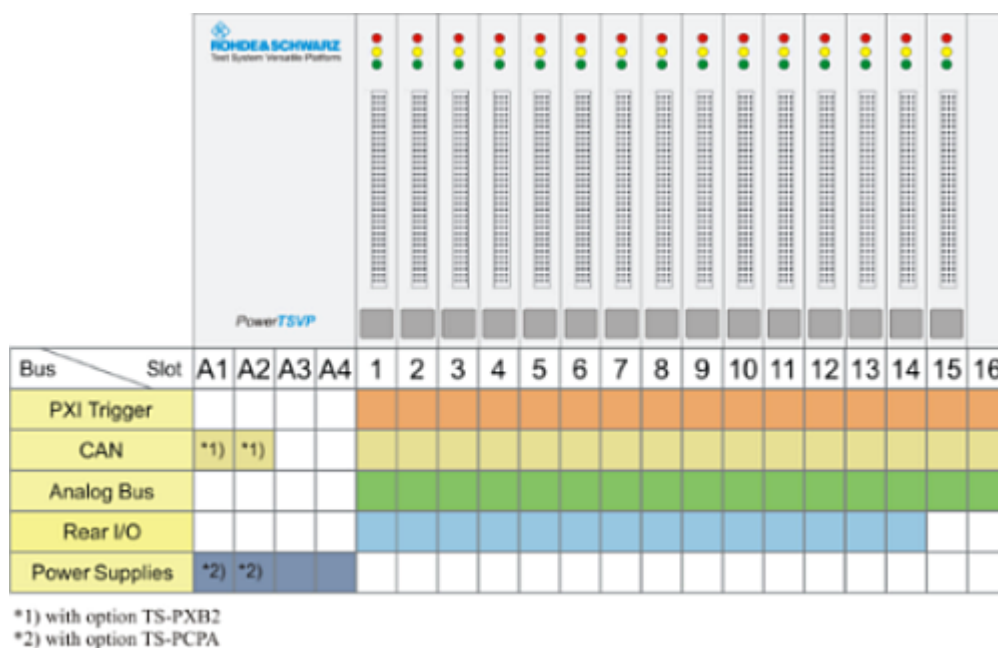 ROHDE & SCHWARZ
Test System Versatile Platform
PowerTSVP
Bus Slot A1 A2 A3 A4 1 2 3 4 5 6 7 8 9 10 11 12 13 14 15 16
PXI Trigger
CAN *1) *1)
Analog Bus
Rear I/O
Power Supplies *2) *2)
*1) with option TS-PXB2
*2) with option TS-PCPA